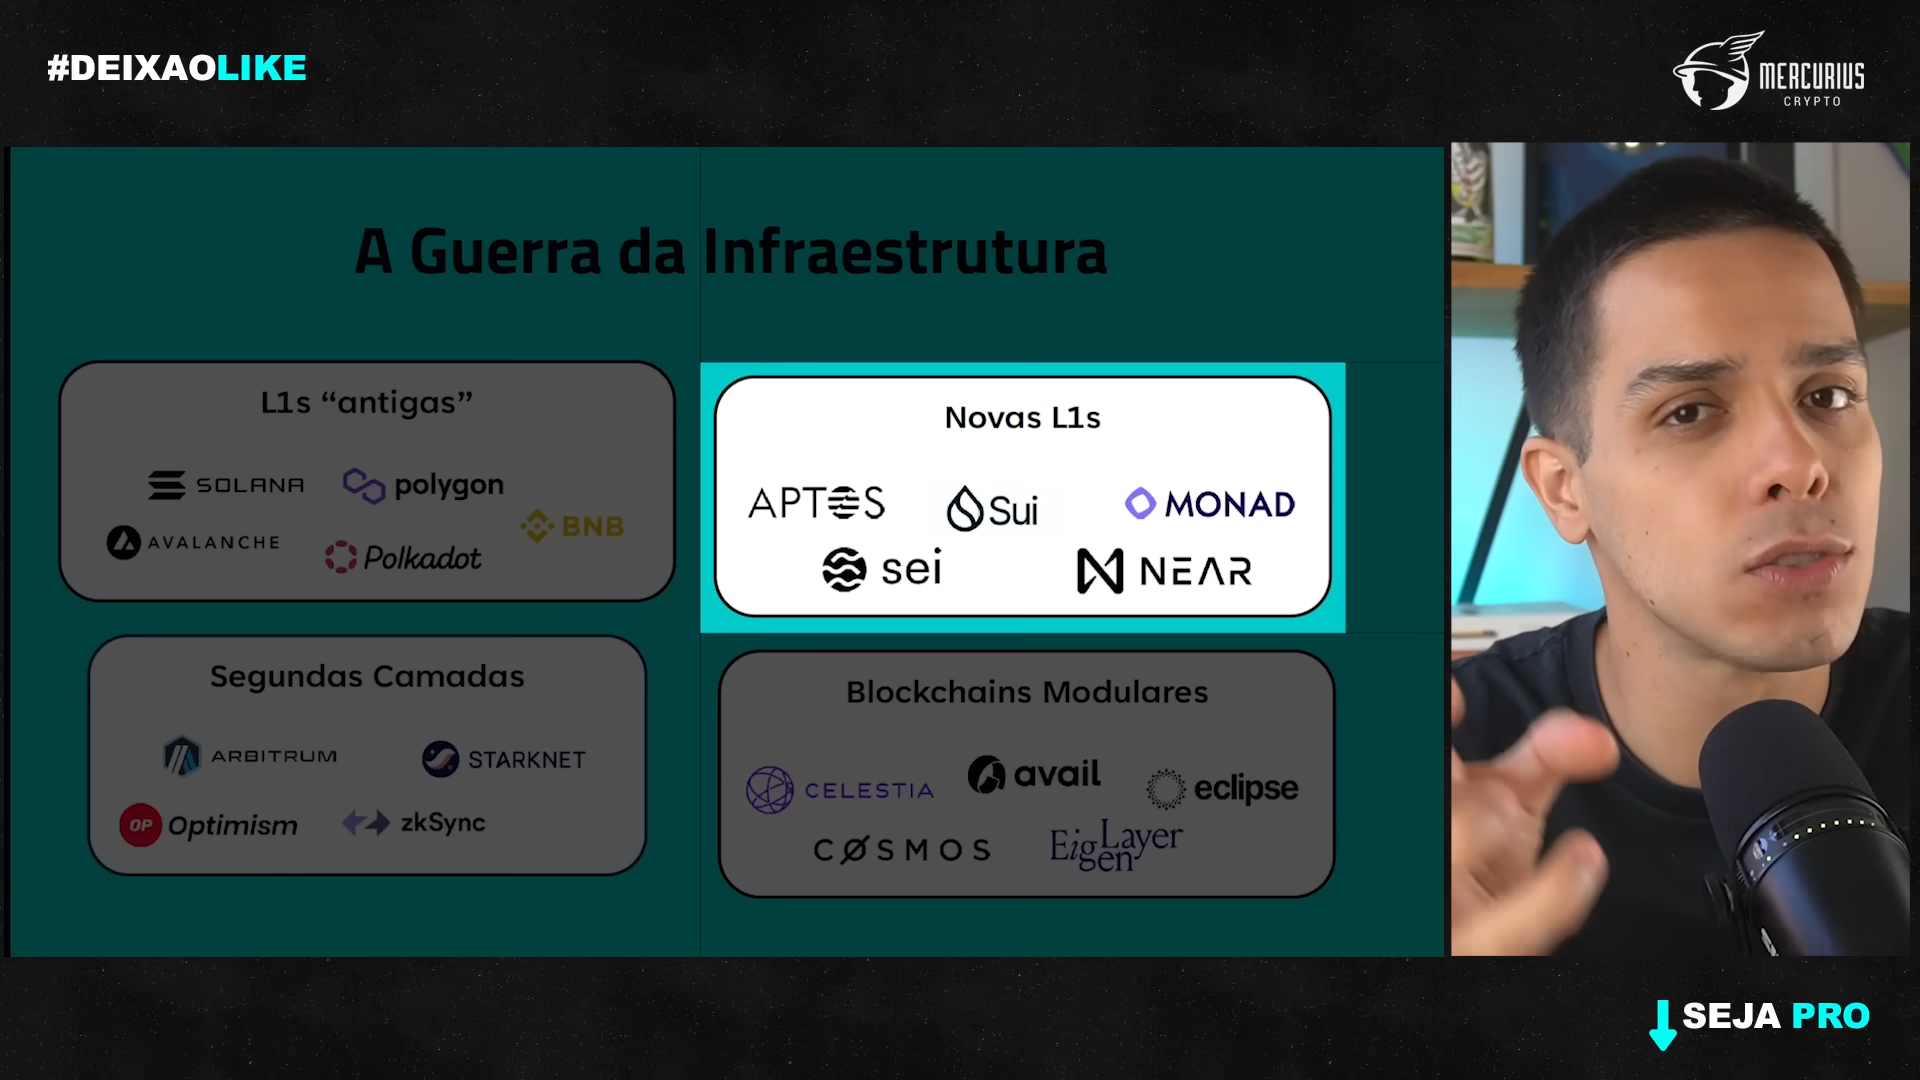 #DEIXAOLIKE
MERCURIUS
CRYPTO
A Guerra da Infraestrutura
L1s “antigas”
SOLANA
polygon
BNB
AVALANCHE
Polkadot
Novas L1s
APTOS
Sui
MONAD
sei
NEAR
Segundas Camadas
ARBITRUM
STARKNET
OP Optimism
zkSync
Blockchains Modulares
CELESTIA
avail
eclipse
CØSMOS
EigenLayer
SEJA PRO